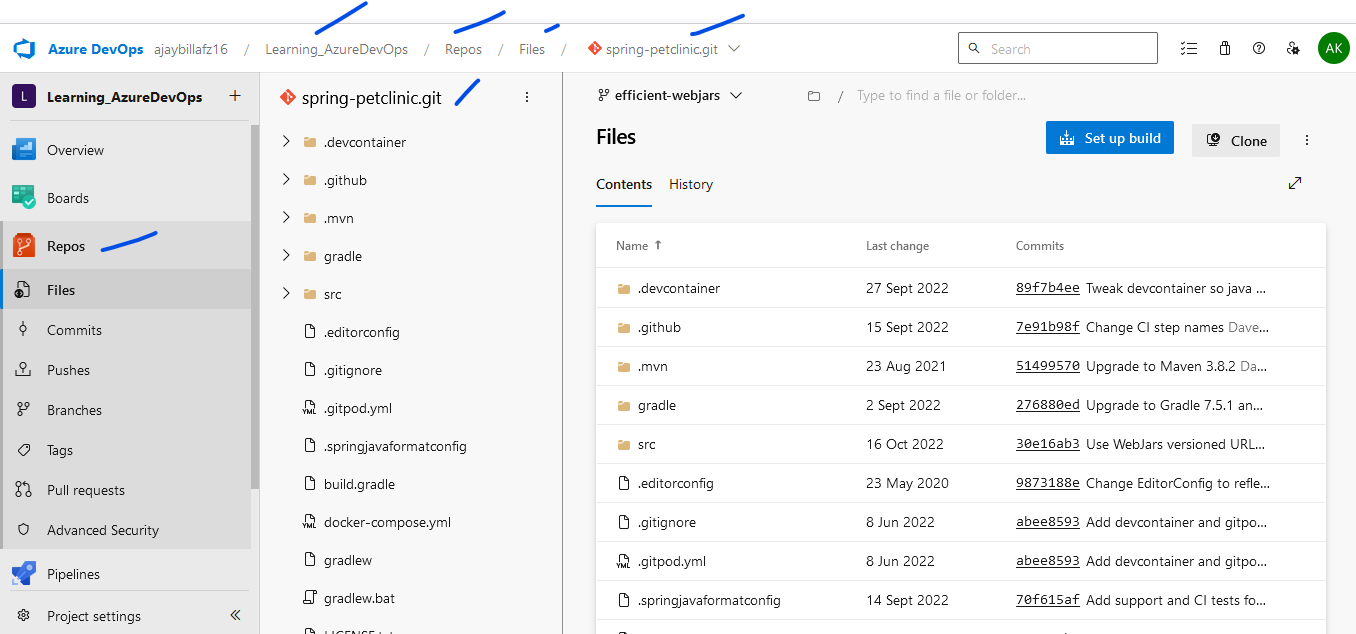 Azure DevOps ajaybillafz16 / Learning_AzureDevOps / Repos / Files / spring-petclinic.git Search AK
L Learning_AzureDevOps +
Overview
Boards
Repos
Files
Commits
Pushes
Branches
Tags
Pull requests
Advanced Security
Pipelines
Project settings
spring-petclinic.git
.devcontainer
.github
.mvn
gradle
src
.editorconfig
.gitignore
YML .gitpod.yml
.springjavaformatconfig
build.gradle
YML docker-compose.yml
gradlew
gradlew.bat
LICENSE.txt
efficient-webjars / Type to find a file or folder...
Files Set up build Clone
Contents History
Name ↑ Last change Commits
.devcontainer 27 Sept 2022 89f7b4ee Tweak devcontainer so java ...
.github 15 Sept 2022 7e91b98f Change CI step names Dave...
.mvn 23 Aug 2021 51499570 Upgrade to Maven 3.8.2 Da...
gradle 2 Sept 2022 276880ed Upgrade to Gradle 7.5.1 an...
src 16 Oct 2022 30e16ab3 Use WebJars versioned URL...
.editorconfig 23 May 2020 9873188e Change EditorConfig to refle...
.gitignore 8 Jun 2022 abee8593 Add devcontainer and gitpo...
YML .gitpod.yml 8 Jun 2022 abee8593 Add devcontainer and gitpo...
.springjavaformatconfig 14 Sept 2022 70f615af Add support and CI tests fo...